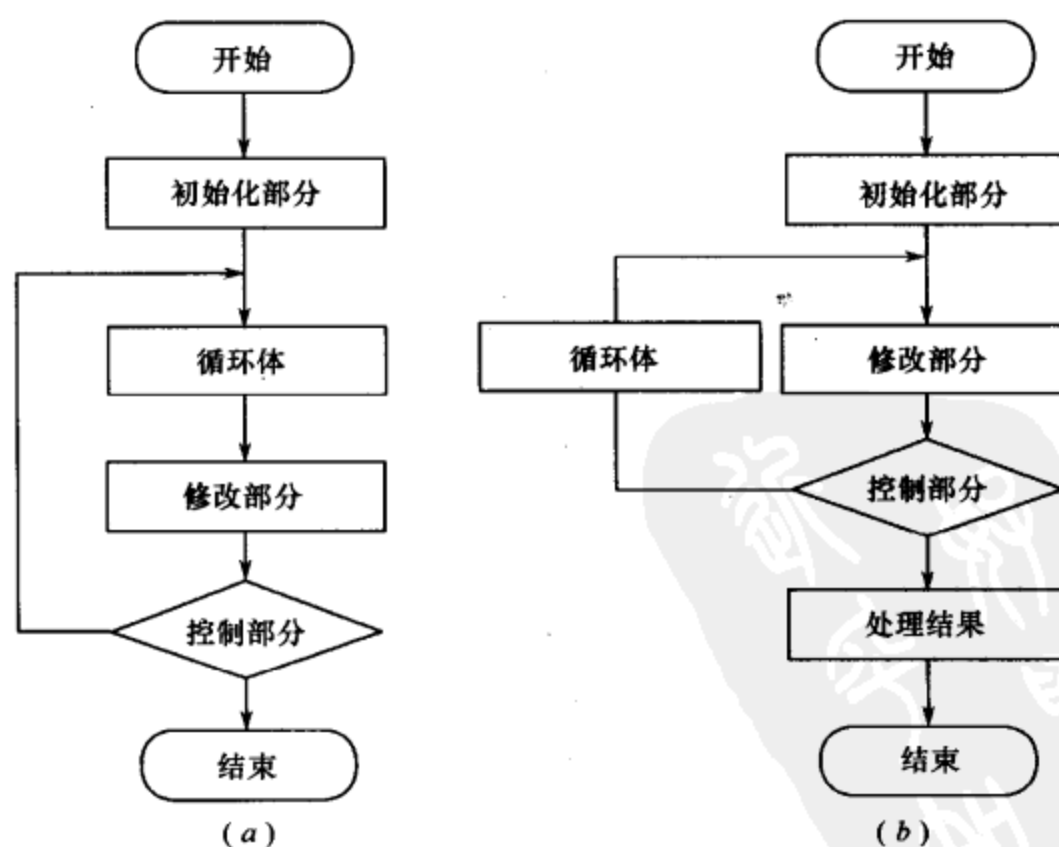 开始
初始化部分
循环体
修改部分
控制部分
结束
(a)
开始
初始化部分
循环体
修改部分
控制部分
处理结果
结束
(b)